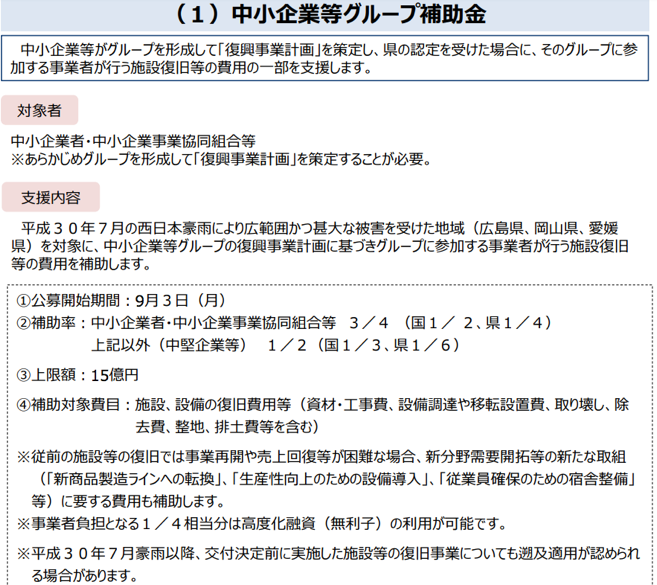 （１）中小企業等グループ補助金
中小企業等がグループを形成して「復興事業計画」を策定し、県の認定を受けた場合に、そのグループに参
加する事業者が行う施設復旧等の費用の一部を支援します。
対象者
中小企業者・中小企業事業協同組合等
※あらかじめグループを形成して「復興事業計画」を策定することが必要。
支援内容
平成３０年７月の西日本豪雨により広範囲かつ甚大な被害を受けた地域（広島県、岡山県、愛媛
県）を対象に、中小企業等グループの復興事業計画に基づきグループに参加する事業者が行う施設復旧
等の費用を補助します。
①公募開始期間：9月３日（月）
②補助率：中小企業者・中小企業事業協同組合等　３／４　（国１／ ２、県１／４）
上記以外（中堅企業等）　１／２（国１／３、県１／６）
③上限額：15億円
④補助対象費目：施設、設備の復旧費用等（資材・工事費、設備調達や移転設置費、取り壊し、除
去費、整地、排土費等を含む）
※従前の施設等の復旧では事業再開や売上回復等が困難な場合、新分野需要開拓等の新たな取組
（「新商品製造ラインへの転換」、「生産性向上のための設備導入」、「従業員確保のための宿舎整備」
等）に要する費用も補助します。
※事業者負担となる１／４相当分は高度化融資（無利子）の利用が可能です。
※平成３０年７月豪雨以降、交付決定前に実施した施設等の復旧事業についても遡及適用が認められ
る場合があります。